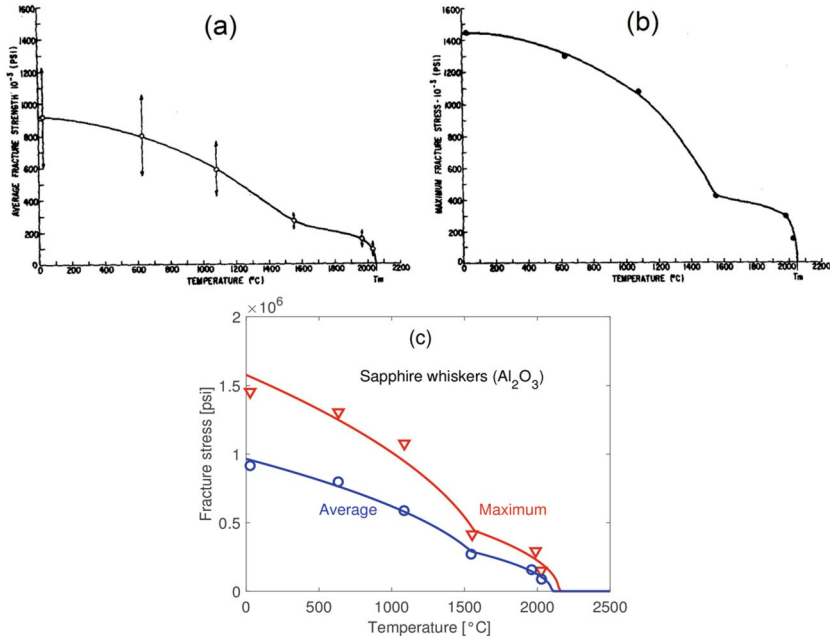 (a)
AVERAGE FRACTURE STRENGTH·10⁻³ (PSI)
1600
1400
1200
1000
800
600
400
200
0 200 400 600 800 1000 1200 1400 1600 1800 2000 2200
TEMPERATURE (°C)
Tm
(b)
MAXIMUM FRACTURE STRESS-10⁻³ (PSI)
1600
1400
1200
1000
800
600
400
200
0 200 400 600 800 1000 1200 1400 1600 1800 2000 2200
TEMPERATURE (°C)
Tm
×10⁶
(c)
Sapphire whiskers (Al₂O₃)
Fracture stress [psi]
2
1.5
1
0.5
0
Average
Maximum
0 500 1000 1500 2000 2500
Temperature [°C]